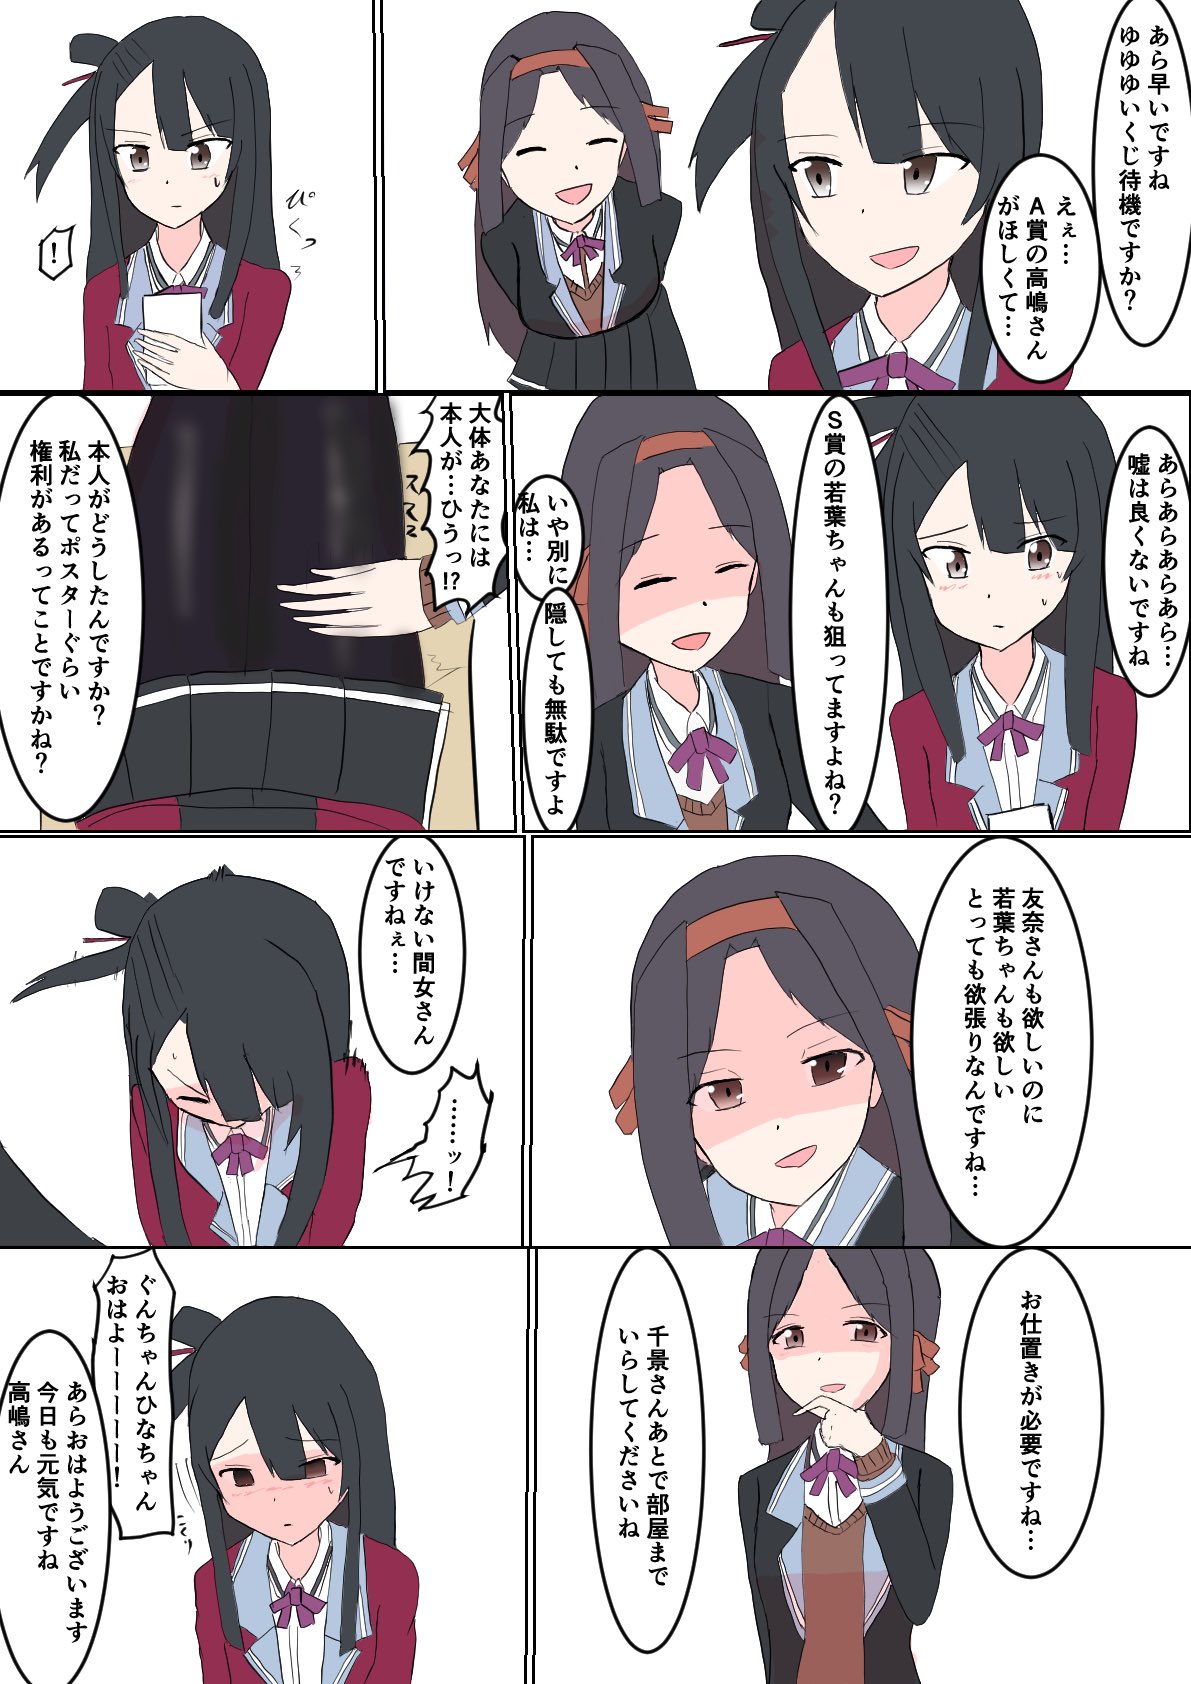 あら早いですね
ゆゆゆいくじ待機ですか?
えぇ…
A賞の高嶋さん
がほしくて…
ぴくっ
!
あらあらあらあら…
嘘は良くないですね
S賞の若葉ちゃんも狙ってますよね?
いや別に
私は…
隠しても無駄ですよ
大体あなたには
本人が…ひうっ!?
本人がどうしたんですか?
私だってポスターぐらい
権利があるってことですかね?
友奈さんも欲しいのに
若葉ちゃんも欲しい
とっても欲張りなんですね…
いけない間女さん
ですねぇ…
……ッ!
お仕置きが必要ですね…
千景さんあとで部屋まで
いらしてくださいね
ぐんちゃんひなちゃん
おはよーーーーー!
あらおはようございます
今日も元気ですね
高嶋さん